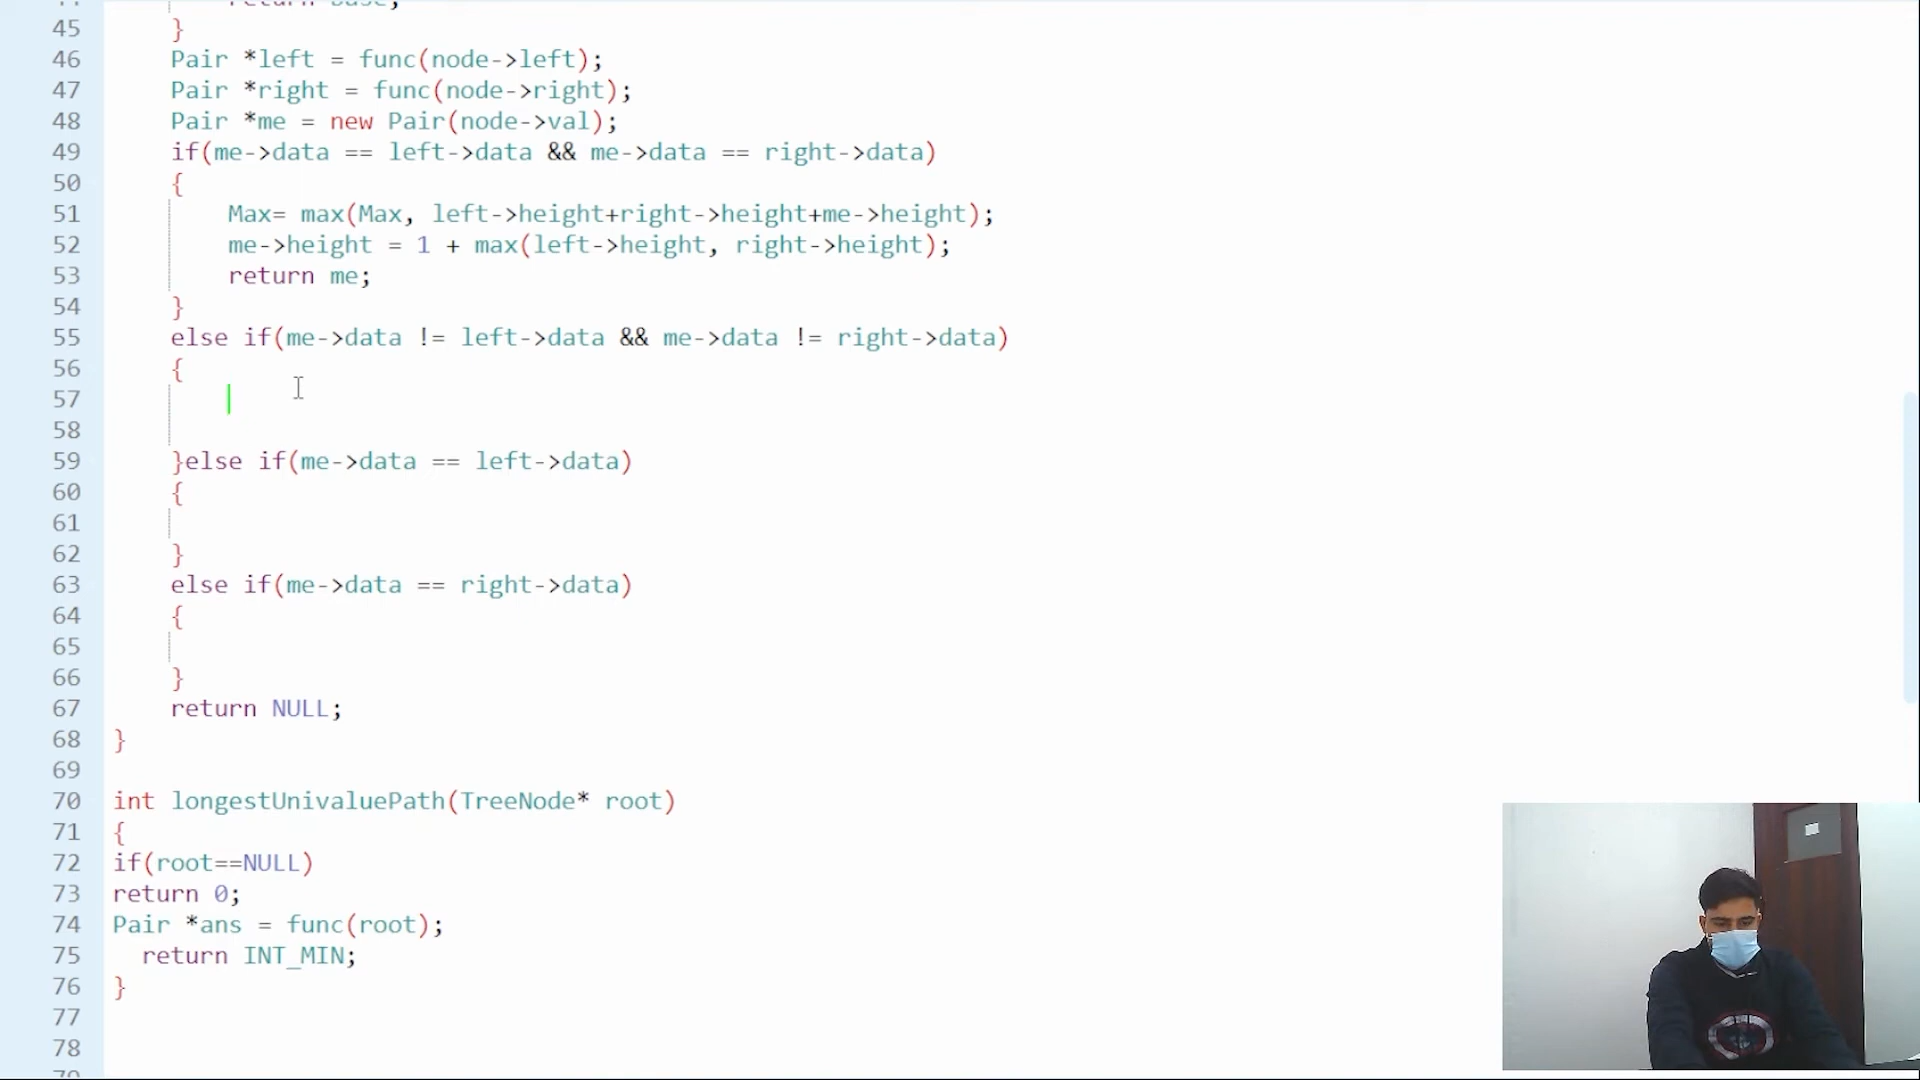 return base;
45 }
46 Pair *left = func(node->left);
47 Pair *right = func(node->right);
48 Pair *me = new Pair(node->val);
49 if(me->data == left->data && me->data == right->data)
50 {
51 Max= max(Max, left->height+right->height+me->height);
52 me->height = 1 + max(left->height, right->height);
53 return me;
54 }
55 else if(me->data != left->data && me->data != right->data)
56 {
57
58
59 }else if(me->data == left->data)
60 {
61
62 }
63 else if(me->data == right->data)
64 {
65
66 }
67 return NULL;
68 }
69
70 int longestUnivaluePath(TreeNode* root)
71 {
72 if(root==NULL)
73 return 0;
74 Pair *ans = func(root);
75 return INT_MIN;
76 }
77
78